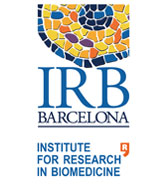 IRB
BARCELONA
INSTITUTE
FOR RESEARCH
IN BIOMEDICINE
R